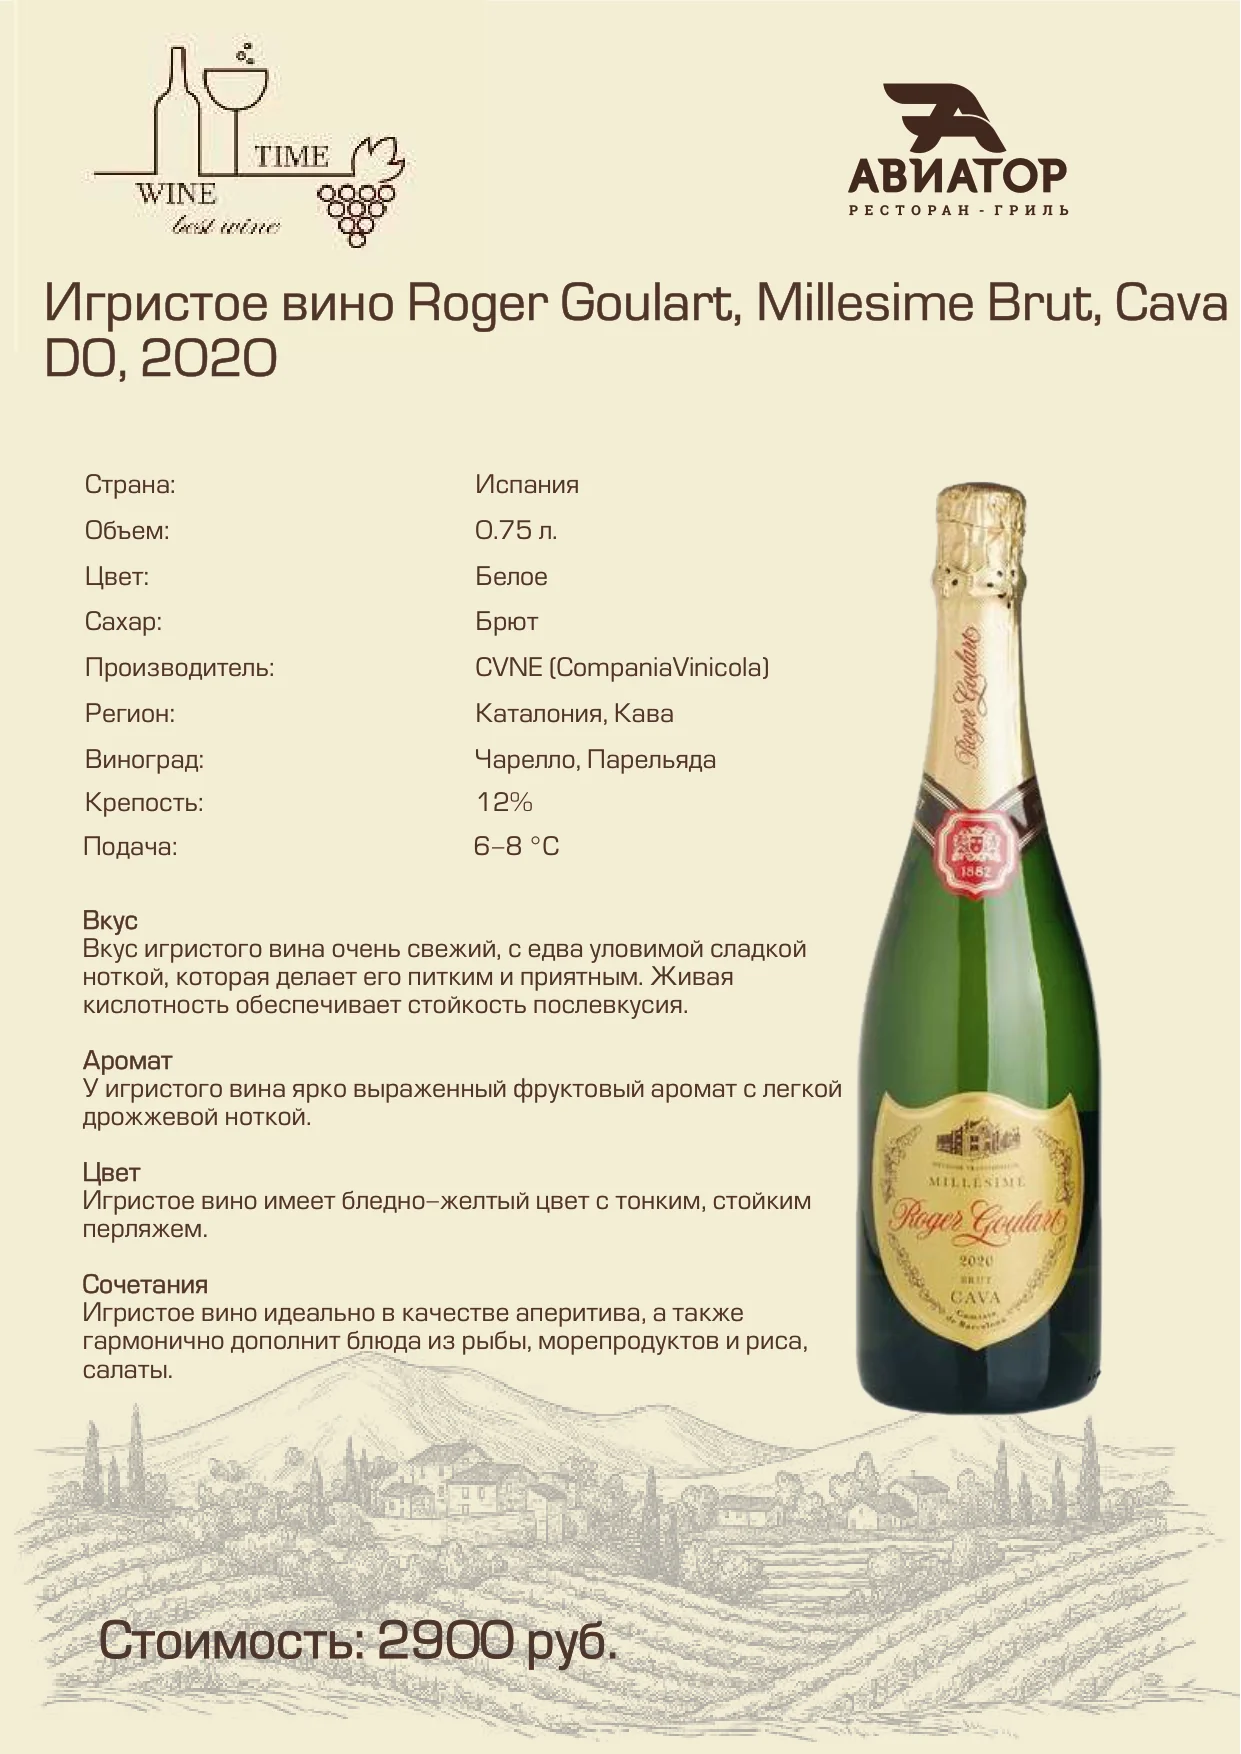 TIME
WINE
best wine
АВИАТОР
РЕСТОРАН - ГРИЛЬ
Игристое вино Roger Goulart, Millesime Brut, Cava
DO, 2020
Страна: Испания
Объем: 0.75 л.
Цвет: Белое
Сахар: Брют
Производитель: CVNE (CompaniaVinicola)
Регион: Каталония, Кава
Виноград: Чарелло, Парельяда
Крепость: 12%
Подача: 6–8 °C
Вкус
Вкус игристого вина очень свежий, с едва уловимой сладкой
ноткой, которая делает его питким и приятным. Живая
кислотность обеспечивает стойкость послевкусия.
Аромат
У игристого вина ярко выраженный фруктовый аромат с легкой
дрожжевой ноткой.
Цвет
Игристое вино имеет бледно–желтый цвет с тонким, стойким
перляжем.
Сочетания
Игристое вино идеально в качестве аперитива, а также
гармонично дополнит блюда из рыбы, морепродуктов и риса,
салаты.
Roger Goulart
1882
MILLESIME
Roger Goulart
2020
BRUT
CAVA
Comtats
de Barcelona
Стоимость: 2900 руб.